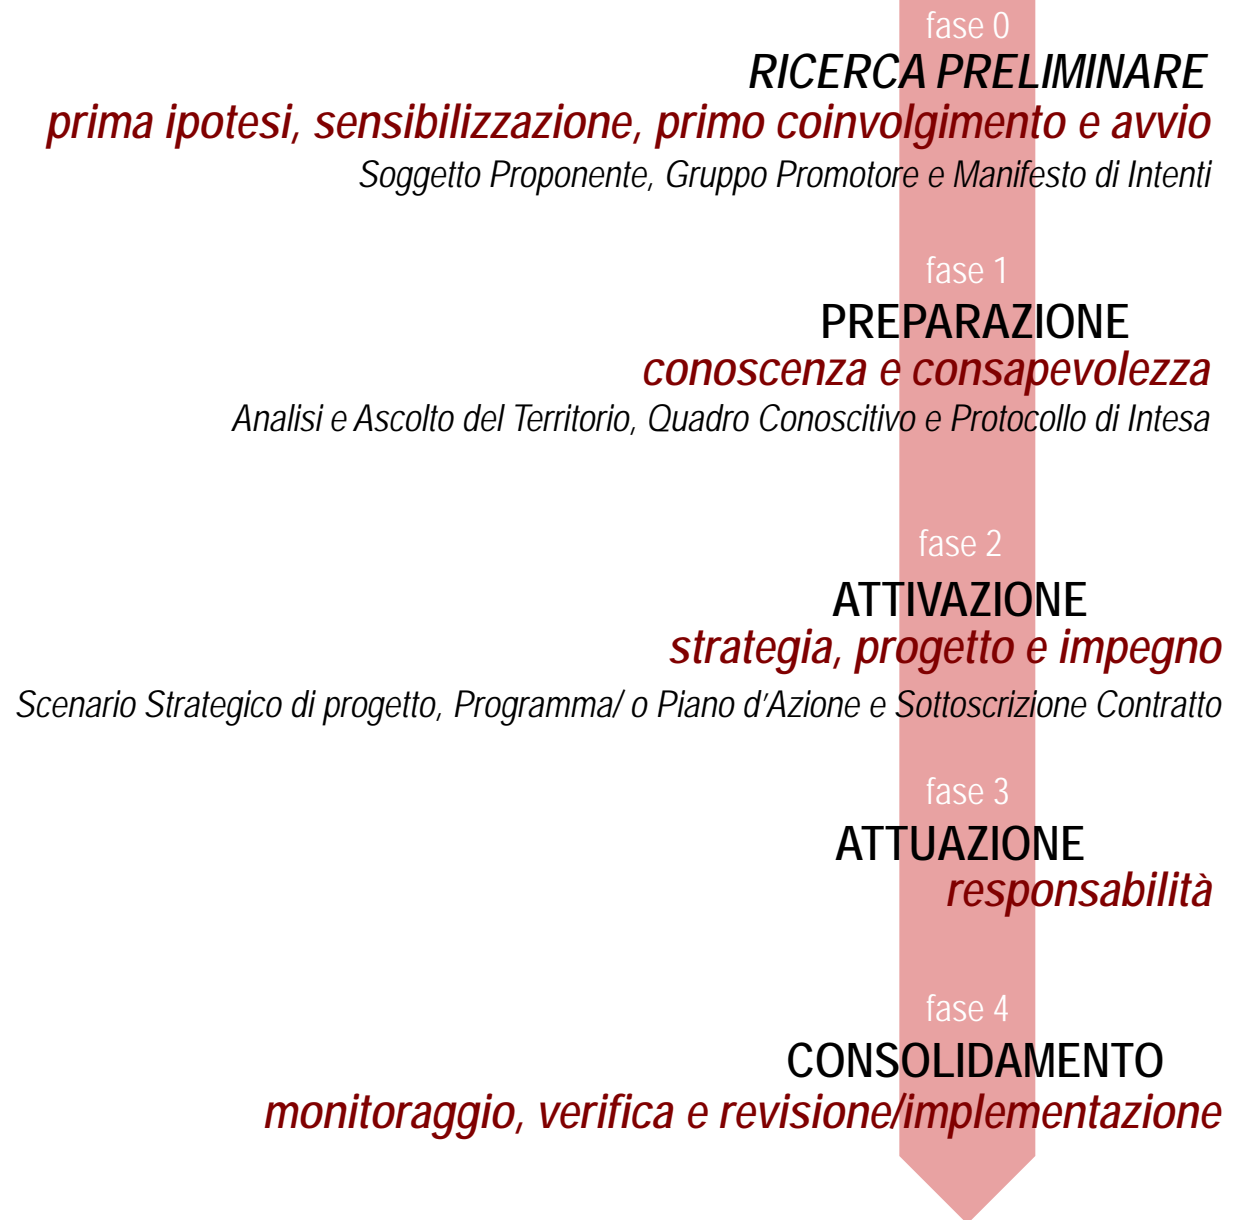 fase 0
RICERCA PRELIMINARE
prima ipotesi, sensibilizzazione, primo coinvolgimento e avvio
Soggetto Proponente, Gruppo Promotore e Manifesto di Intenti
fase 1
PREPARAZIONE
conoscenza e consapevolezza
Analisi e Ascolto del Territorio, Quadro Conoscitivo e Protocollo di Intesa
fase 2
ATTIVAZIONE
strategia, progetto e impegno
Scenario Strategico di progetto, Programma/ o Piano d'Azione e Sottoscrizione Contratto
fase 3
ATTUAZIONE
responsabilità
fase 4
CONSOLIDAMENTO
monitoraggio, verifica e revisione/implementazione